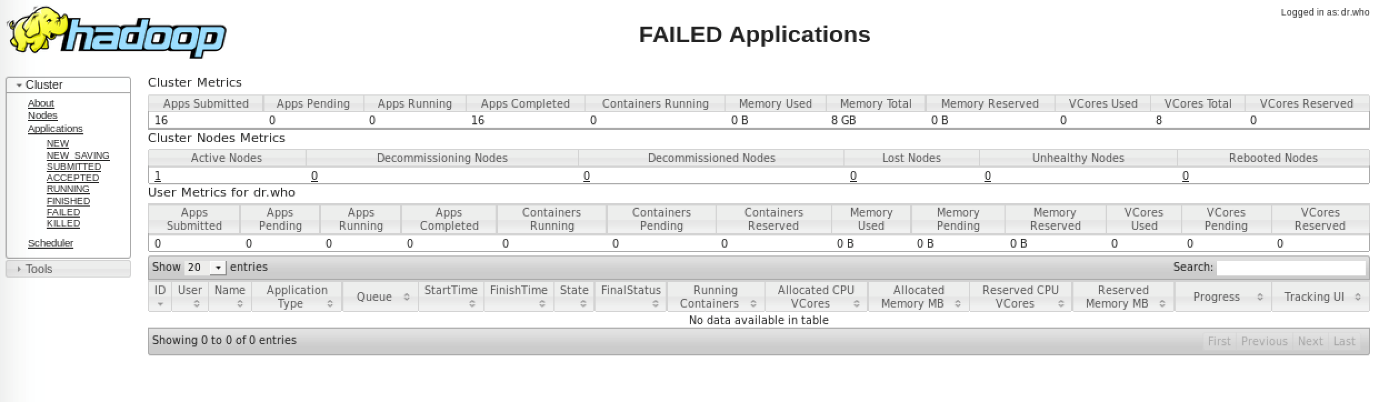 Logged in as: dr.who
hadoop
FAILED Applications
Cluster
About
Nodes
Applications
NEW
NEW_SAVING
SUBMITTED
ACCEPTED
RUNNING
FINISHED
FAILED
KILLED
Scheduler
Tools
Cluster Metrics
Apps Submitted Apps Pending Apps Running Apps Completed Containers Running Memory Used Memory Total Memory Reserved VCores Used VCores Total VCores Reserved
16 0 0 16 0 0 B 8 GB 0 B 0 8 0
Cluster Nodes Metrics
Active Nodes Decommissioning Nodes Decommissioned Nodes Lost Nodes Unhealthy Nodes Rebooted Nodes
1 0 0 0 0 0
User Metrics for dr.who
Apps Submitted Apps Pending Apps Running Apps Completed Containers Running Containers Pending Containers Reserved Memory Used Memory Pending Memory Reserved VCores Used VCores Pending VCores Reserved
0 0 0 0 0 0 0 0 B 0 B 0 B 0 0 0
Show 20 entries Search:
ID User Name Application Type Queue StartTime FinishTime State FinalStatus Running Containers Allocated CPU VCores Allocated Memory MB Reserved CPU VCores Reserved Memory MB Progress Tracking UI
No data available in table
Showing 0 to 0 of 0 entries First Previous Next Last